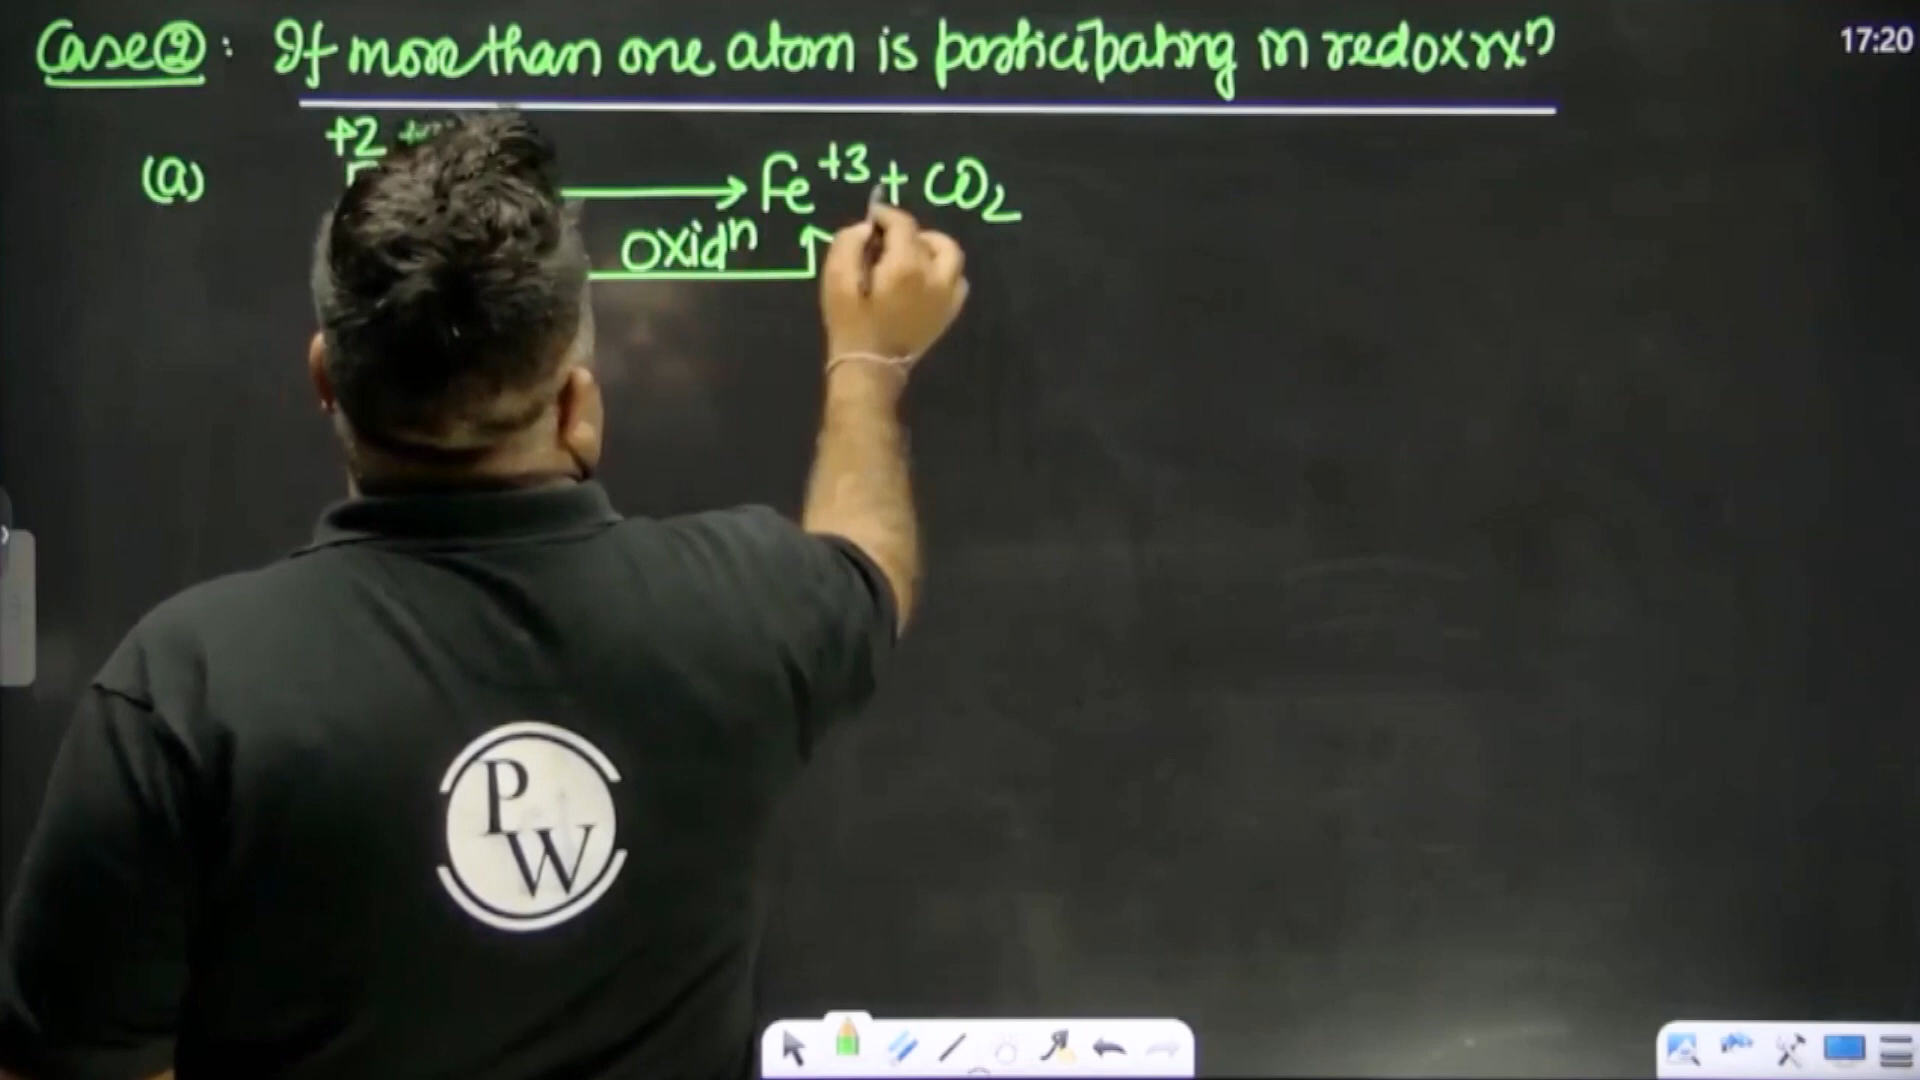 Case② : If more than one atom is participating in redox rxⁿ
17:20
+2
(a) → Fe⁺³ + CO₂
oxidⁿ
PW